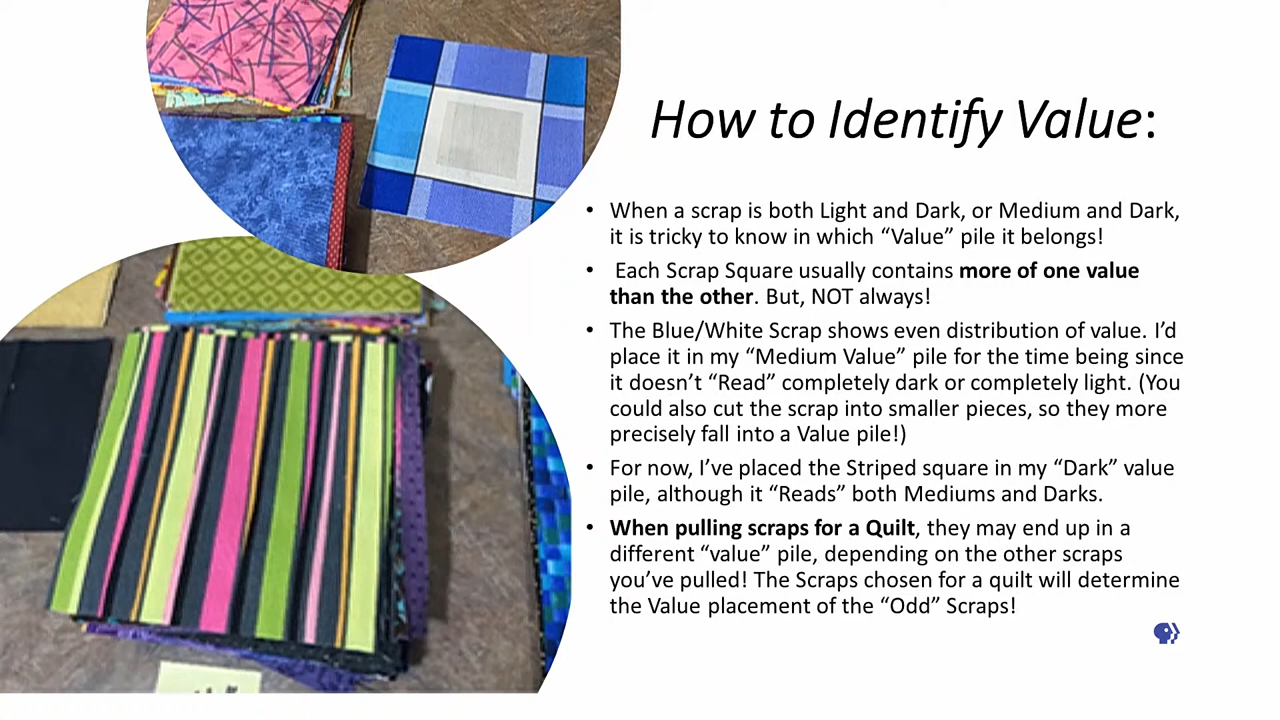 How to Identify Value:
• When a scrap is both Light and Dark, or Medium and Dark,
it is tricky to know in which “Value” pile it belongs!
• Each Scrap Square usually contains more of one value
than the other. But, NOT always!
• The Blue/White Scrap shows even distribution of value. I’d
place it in my “Medium Value” pile for the time being since
it doesn’t “Read” completely dark or completely light. (You
could also cut the scrap into smaller pieces, so they more
precisely fall into a Value pile!)
• For now, I’ve placed the Striped square in my “Dark” value
pile, although it “Reads” both Mediums and Darks.
• When pulling scraps for a Quilt, they may end up in a
different “value” pile, depending on the other scraps
you’ve pulled! The Scraps chosen for a quilt will determine
the Value placement of the “Odd” Scraps!